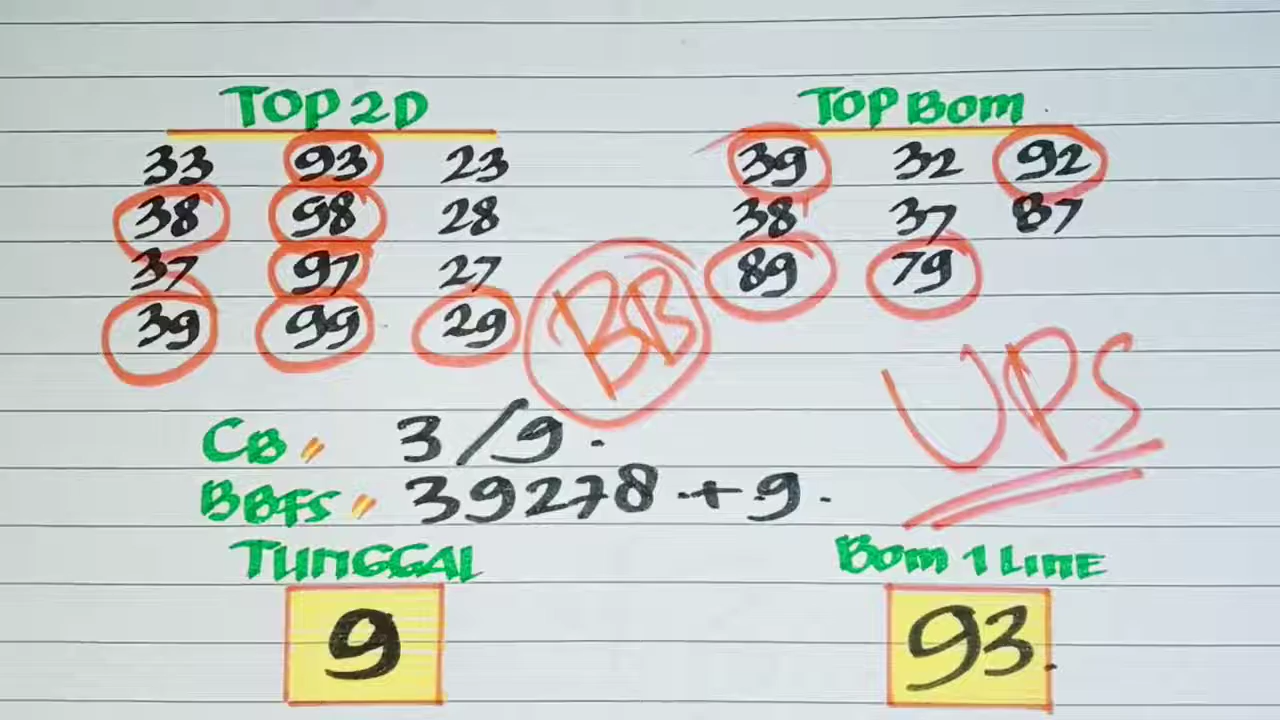 TOP 2D
33 93 23
38 98 28
37 97 27
39 99 29
TOP BOM
39 32 92
38 37 87
89 79
BB
UPS
CB 〃 3/9.
BBFS 〃 39278.+9.
TUNGGAL
9
BOM 1 LINE
93.